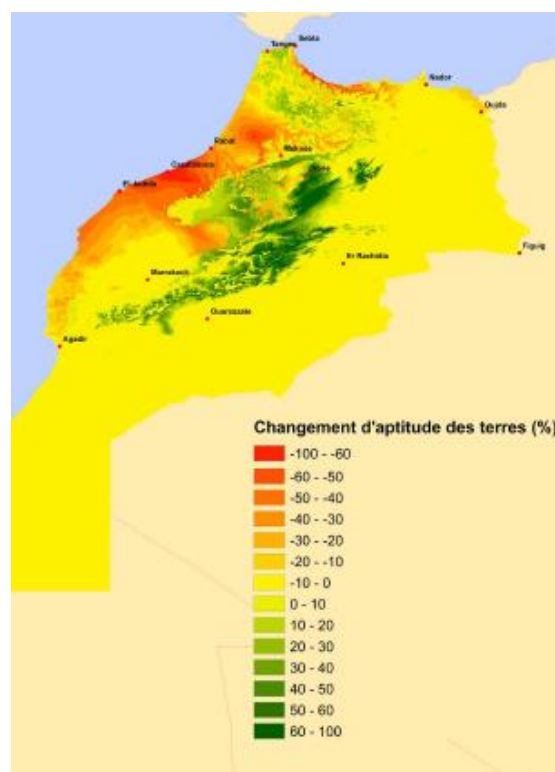 Tanger
Sebta
Nador
Oujda
Rabat
Casablanca
Meknès
El Jadida
Figuig
Er Rachidia
Marrakech
Ouarzazate
Agadir
Changement d'aptitude des terres (%)
-100 - -60
-60 - -50
-50 - -40
-40 - -30
-30 - -20
-20 - -10
-10 - 0
0 - 10
10 - 20
20 - 30
30 - 40
40 - 50
50 - 60
60 - 100